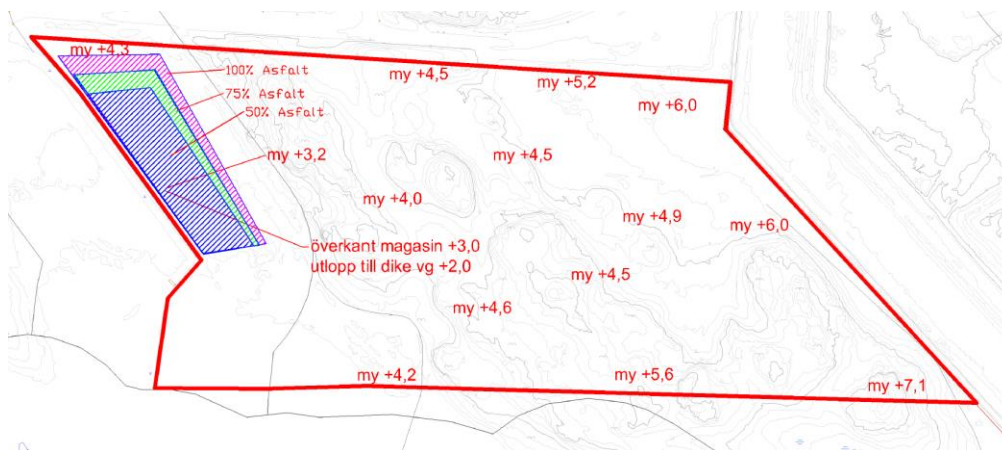 my +4,3
100% Asfalt
my +4,5
my +5,2
75% Asfalt
my +6,0
50% Asfalt
my +3,2
my +4,5
my +4,0
my +4,9
my +6,0
överkant magasin +3,0
utlopp till dike vg +2,0
my +4,5
my +4,6
my +4,2
my +5,6
my +7,1